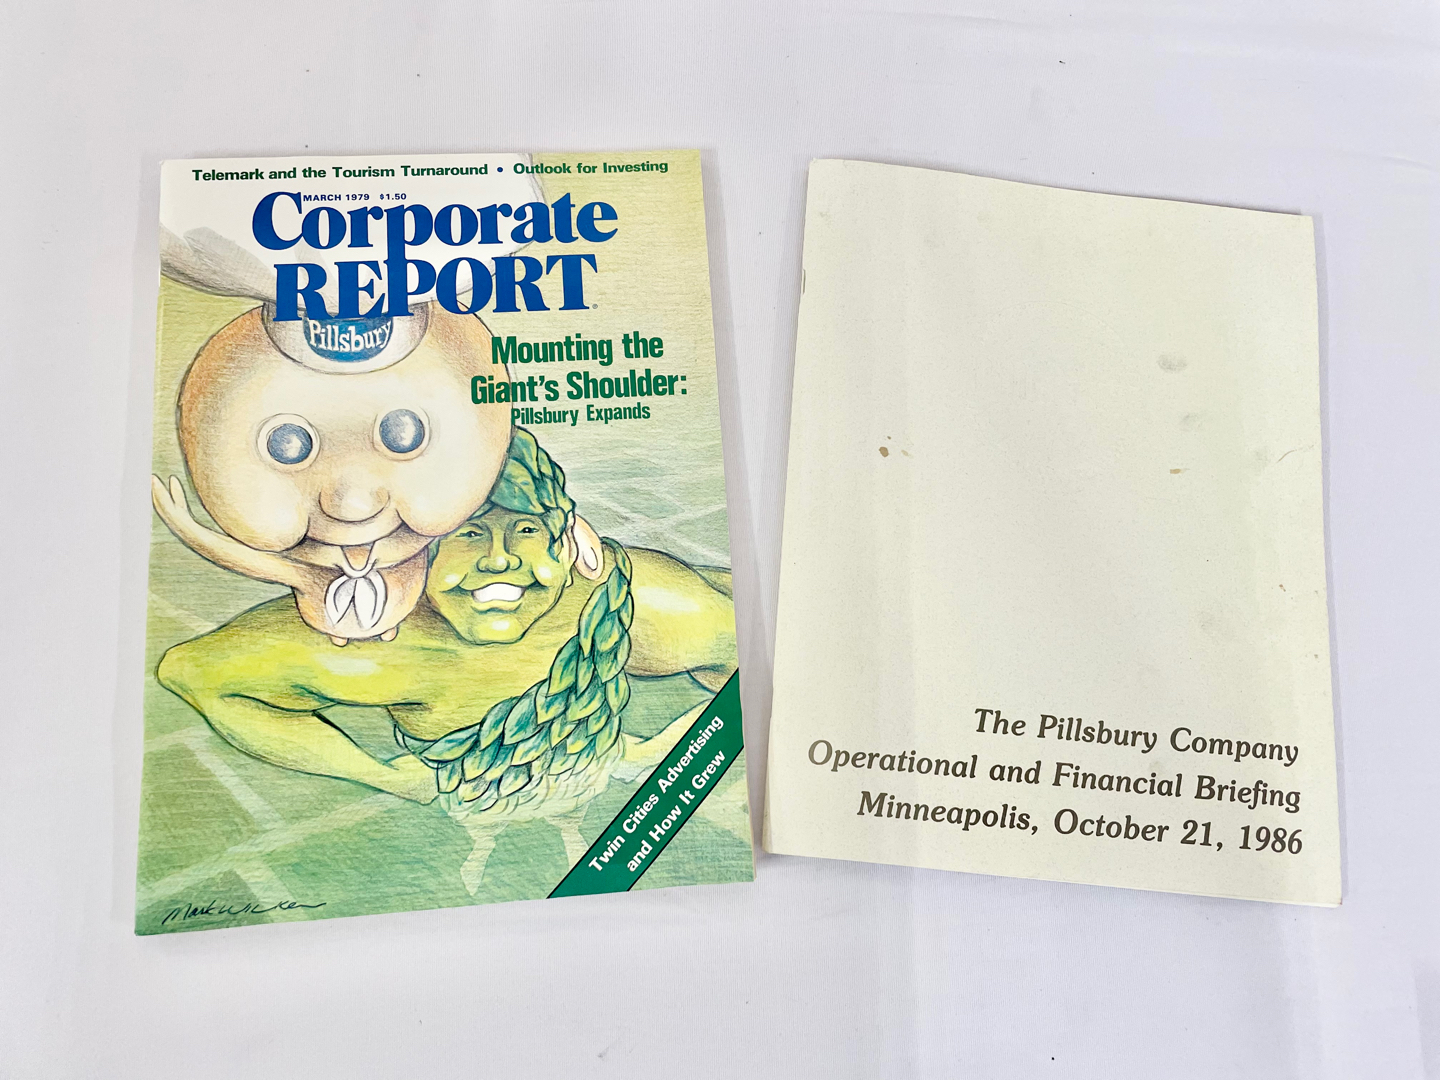 Telemark and the Tourism Turnaround • Outlook for Investing
MARCH 1979 $1.50
Corporate
REPORT®
Pillsbury
Mounting the
Giant's Shoulder:
Pillsbury Expands
Twin Cities Advertising
and How It Grew
The Pillsbury Company
Operational and Financial Briefing
Minneapolis, October 21, 1986